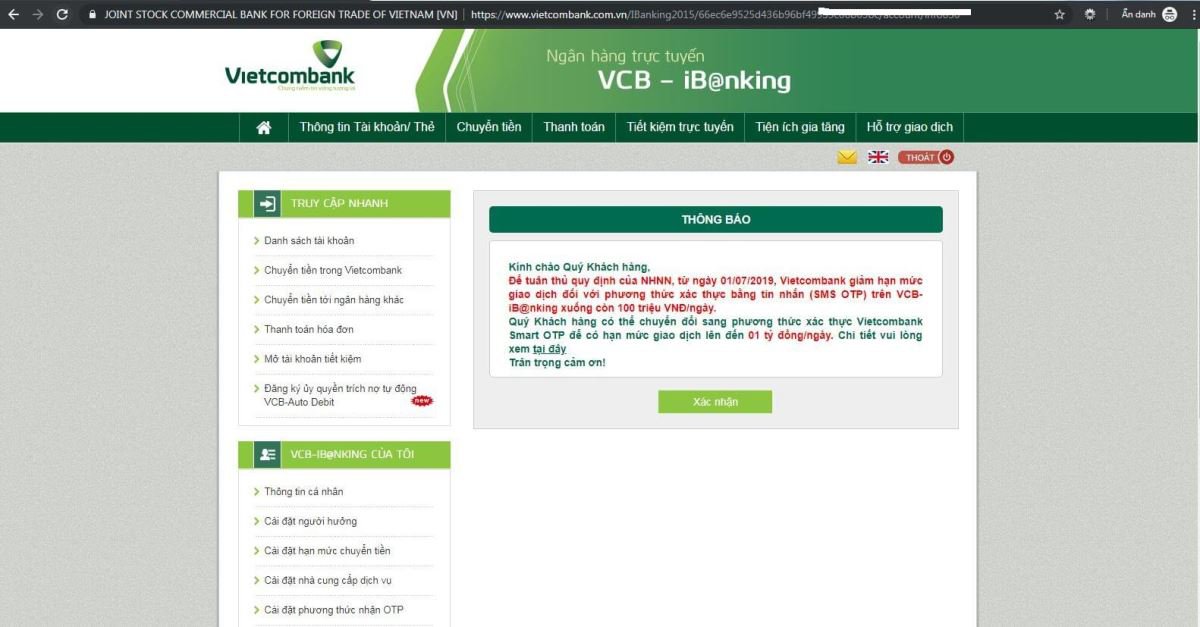 JOINT STOCK COMMERCIAL BANK FOR FOREIGN TRADE OF VIETNAM [VN] | https://www.vietcombank.com.vn/IBanking2015/66ec6e9525d436b96bf49
Ẩn danh
Vietcombank
Chung niềm tin vững tương lai
Ngân hàng trực tuyến
VCB – iB@nking
Thông tin Tài khoản/ Thẻ
Chuyển tiền
Thanh toán
Tiết kiệm trực tuyến
Tiện ích gia tăng
Hỗ trợ giao dịch
THOÁT
TRUY CẬP NHANH
Danh sách tài khoản
Chuyển tiền trong Vietcombank
Chuyển tiền tới ngân hàng khác
Thanh toán hóa đơn
Mở tài khoản tiết kiệm
Đăng ký ủy quyền trích nợ tự động
VCB-Auto Debit
new
VCB-IB@NKING CỦA TÔI
Thông tin cá nhân
Cài đặt người hưởng
Cài đặt hạn mức chuyển tiền
Cài đặt nhà cung cấp dịch vụ
Cài đặt phương thức nhận OTP
THÔNG BÁO
Kính chào Quý Khách hàng,
Để tuân thủ quy định của NHNN, từ ngày 01/07/2019, Vietcombank giảm hạn mức
giao dịch đối với phương thức xác thực bằng tin nhắn (SMS OTP) trên VCB-
iB@nking xuống còn 100 triệu VNĐ/ngày.
Quý Khách hàng có thể chuyển đổi sang phương thức xác thực Vietcombank
Smart OTP để có hạn mức giao dịch lên đến 01 tỷ đồng/ngày. Chi tiết vui lòng
xem tại đây
Trân trọng cảm ơn!
Xác nhận